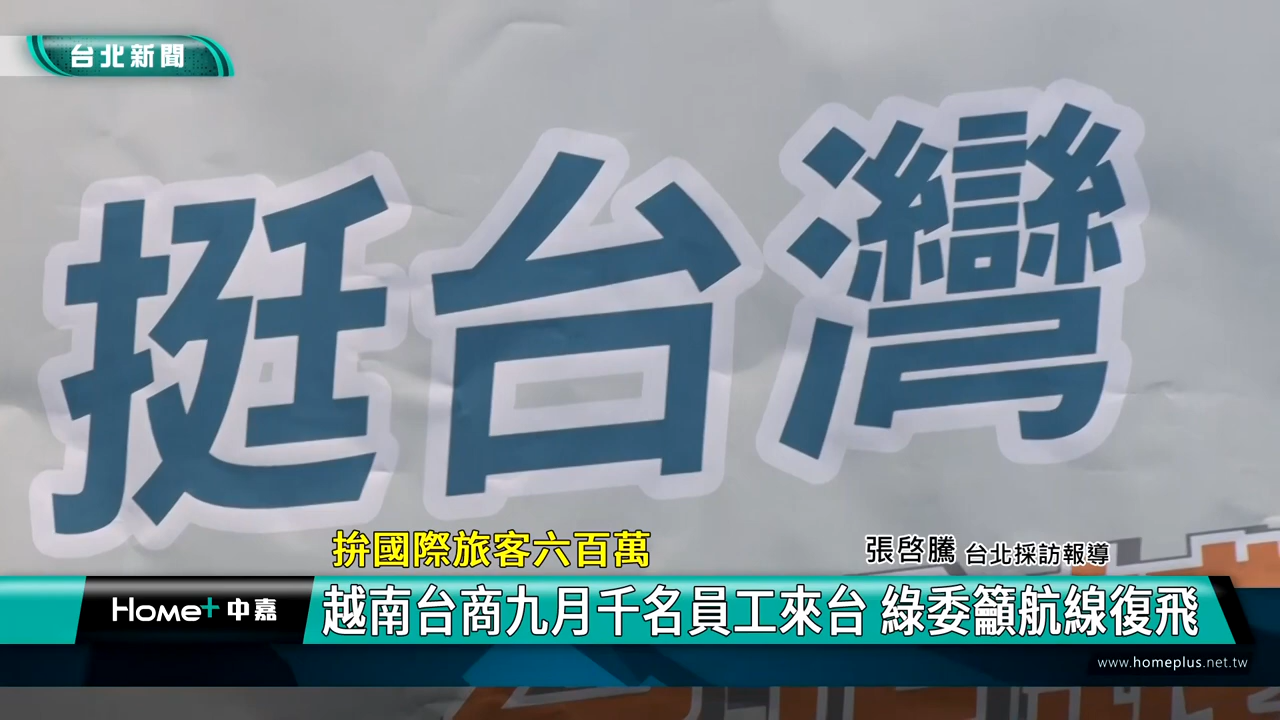 台北新聞
挺台灣
拚國際旅客六百萬
張啓騰 台北採訪報導
Home+ 中嘉
越南台商九月千名員工來台 綠委籲航線復飛
www.homeplus.net.tw